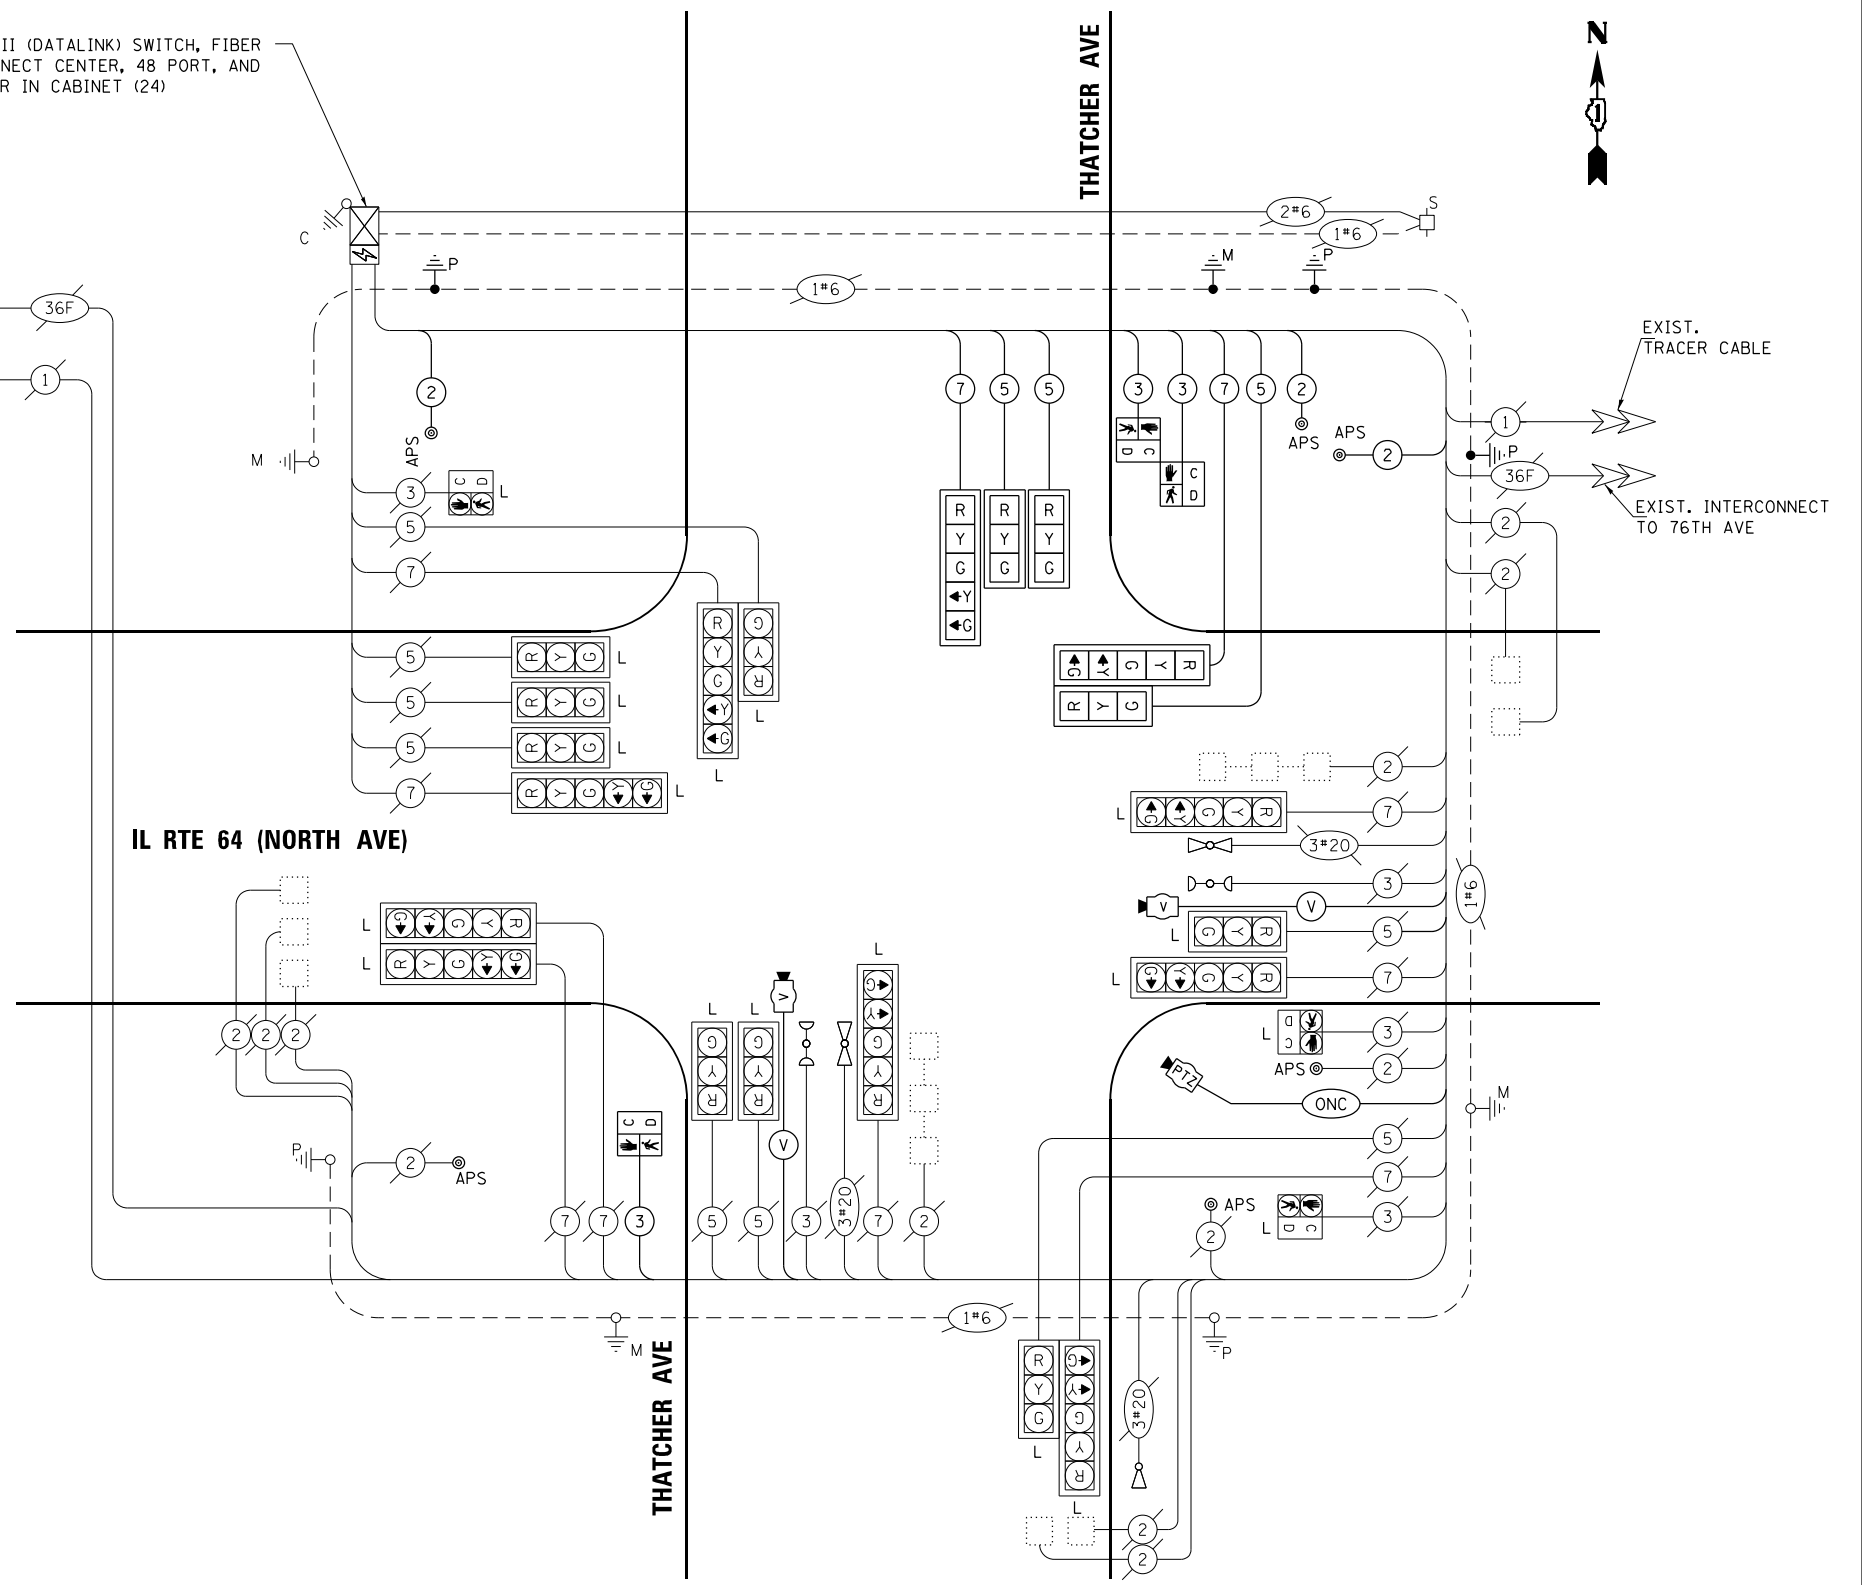 II (DATALINK) SWITCH, FIBER
NECT CENTER, 48 PORT, AND
R IN CABINET (24)
THATCHER AVE
N
1
C
2#6
S
1#6
P
M
P
36F
1#6
EXIST.
TRACER CABLE
1
2
7 5 5 3 3 7 5 2
1
APS
APS
APS
2
D C
C D
M
P
36F
3
C D
L
5
R R R
Y Y Y
G G G
Y
G
EXIST. INTERCONNECT
TO 76TH AVE
2
7
2
R G
Y Y
G R
Y
G
L
L
5
R Y G
L
5
R Y G
L
5
R Y G
L
7
R Y G Y G
L
G Y G Y R
R Y G
2
L
G Y G Y R
7
IL RTE 64 (NORTH AVE)
3#20
3
V
V
1#6
L
G Y R
5
L
G Y G Y R
7
L
G Y G Y R
L
R Y G Y G
L
G
Y
G
Y
R
V
L L
G G
Y Y
R R
2 2 2
L
D
C
3
APS
2
PTZ
ONC
M
C D
V
5
P
2
APS
7
7 7 3 5 5 3 3#20 7 2
APS
2
L
D C
3
1#6
M
P
THATCHER AVE
R G
Y Y
G G
Y
R
L
L
3#20
2
2